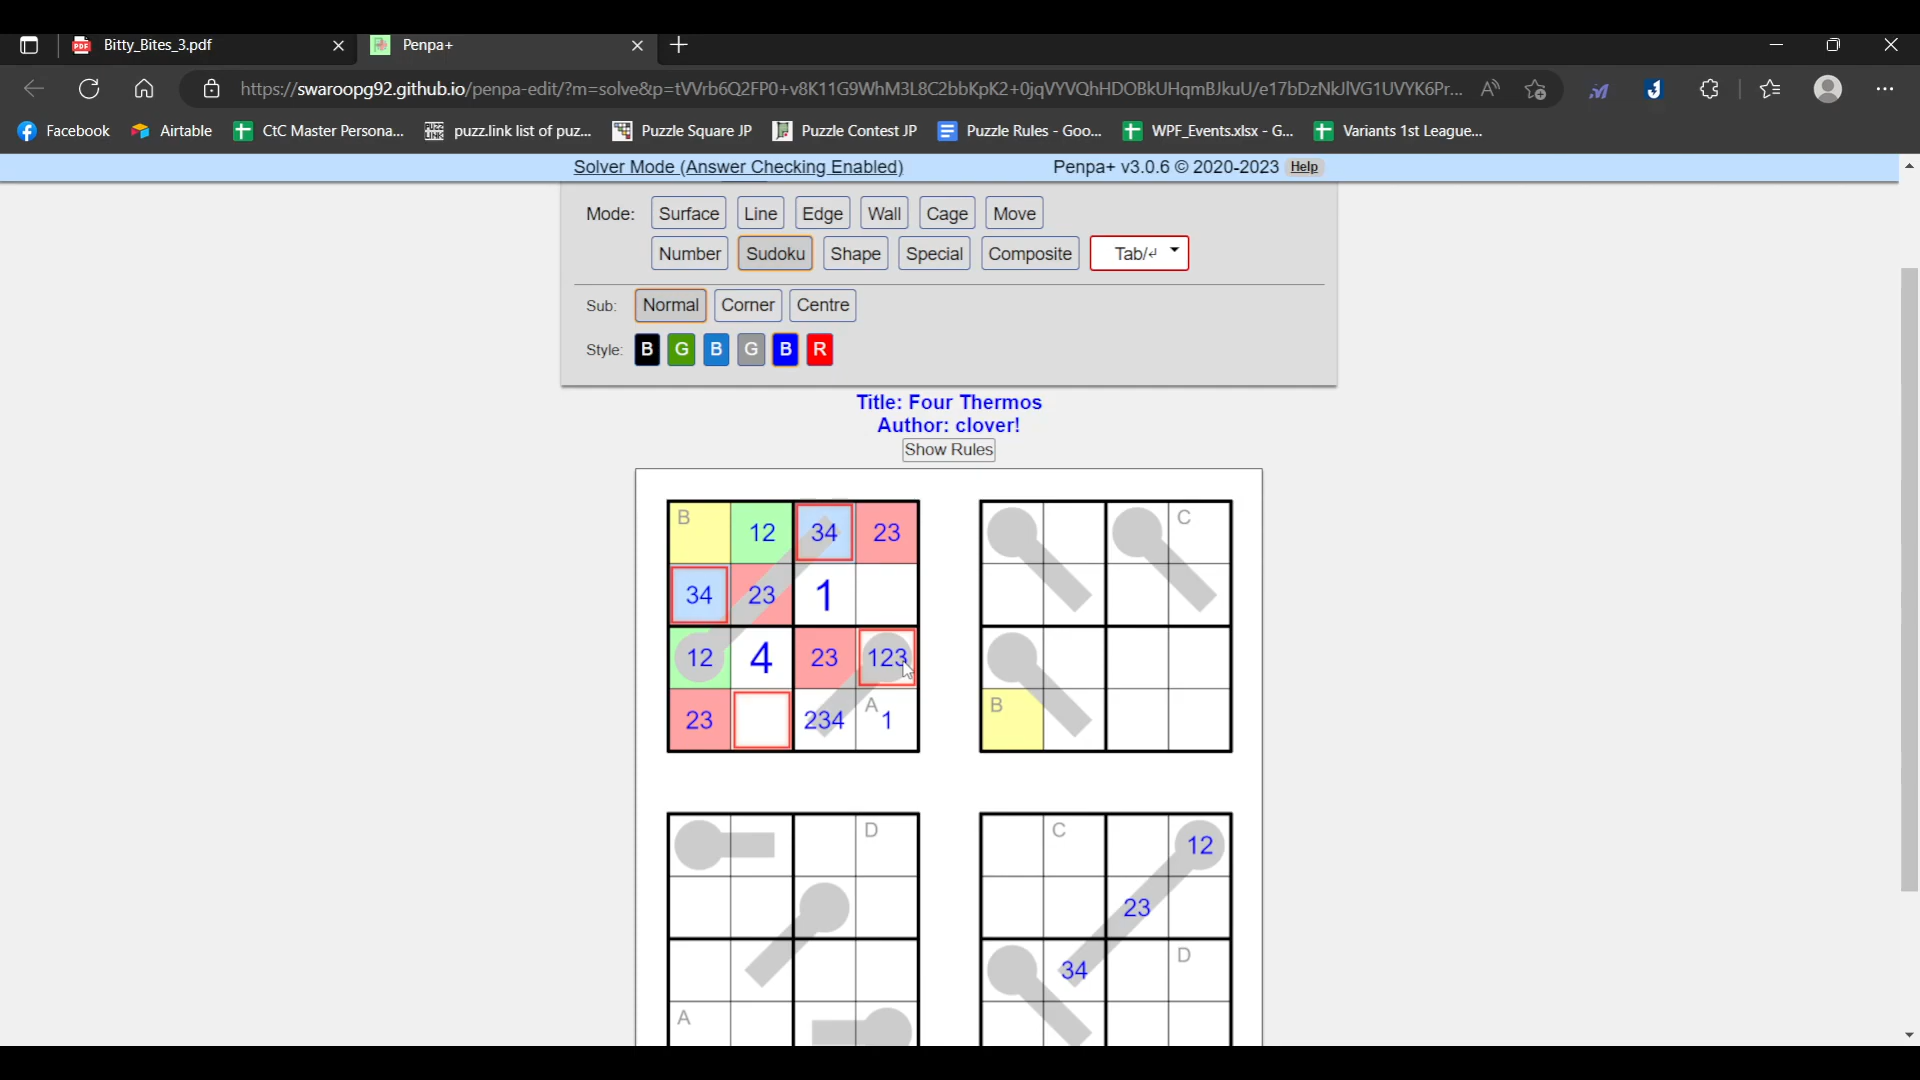 Bitty_Bites_3.pdf
Penpa+
https://swaroopg92.github.io/penpa-edit/?m=solve&p=tVVrb6Q2FP0+v8K11G9WhM3L8C2bbKpK2+0jqVYVQhHDOBkUHqmBJkuU/e17bDzNkJlVG1UVYK6Pr...
Facebook
Airtable
CtC Master Persona...
puzz.link list of puz...
Puzzle Square JP
Puzzle Contest JP
Puzzle Rules - Goo...
WPF_Events.xlsx - G...
Variants 1st League...
Solver Mode (Answer Checking Enabled)
Penpa+ v3.0.6 © 2020-2023
Help
Mode:
Surface
Line
Edge
Wall
Cage
Move
Number
Sudoku
Shape
Special
Composite
Tab/↵
Sub:
Normal
Corner
Centre
Style:
B
G
B
G
B
R
Title: Four Thermos
Author: clover!
Show Rules
B
12
34
23
34
23
1
12
4
23
123
23
234
A
1
C
B
D
A
C
12
23
34
D